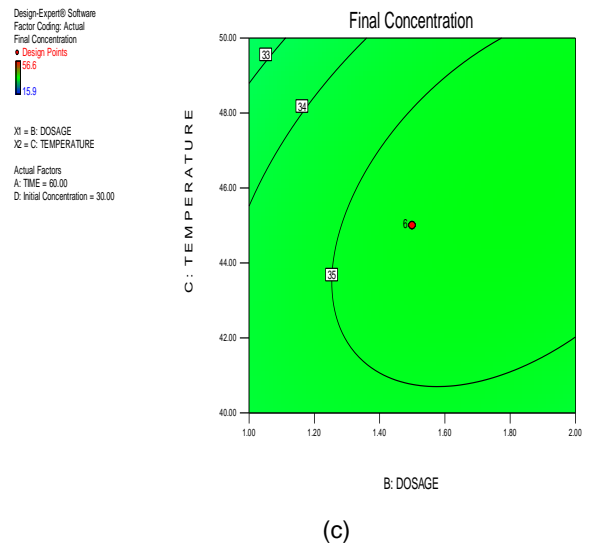 Design-Expert® Software
Factor Coding: Actual
Final Concentration
Design Points
56.6
15.9
X1 = B: DOSAGE
X2 = C: TEMPERATURE
Actual Factors
A: TIME = 60.00
D: Initial Concentration = 30.00
Final Concentration
C: TEMPERATURE
50.00
48.00
46.00
44.00
42.00
40.00
33
34
6
35
1.00 1.20 1.40 1.60 1.80 2.00
B: DOSAGE
(c)